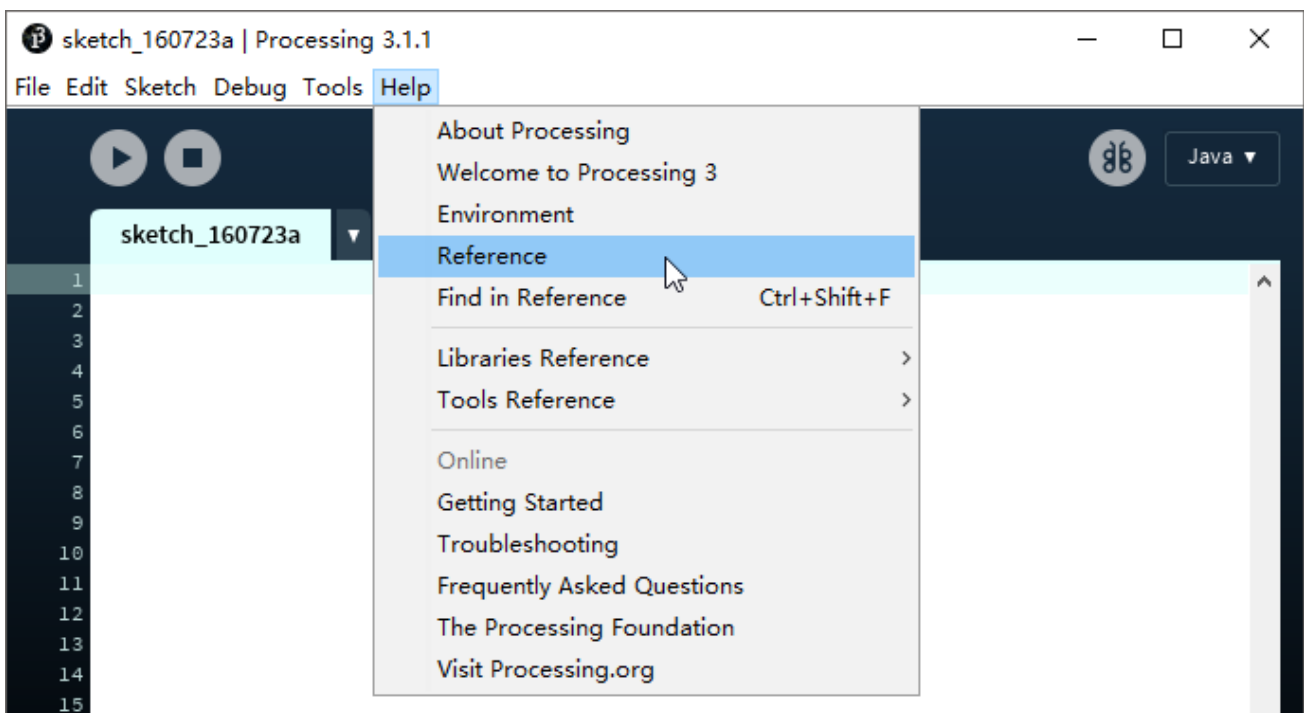 sketch_160723a | Processing 3.1.1
File Edit Sketch Debug Tools Help
About Processing
Welcome to Processing 3
Environment
Reference
Find in Reference Ctrl+Shift+F
Libraries Reference
Tools Reference
Online
Getting Started
Troubleshooting
Frequently Asked Questions
The Processing Foundation
Visit Processing.org
Java
sketch_160723a
1
2
3
4
5
6
7
8
9
10
11
12
13
14
15